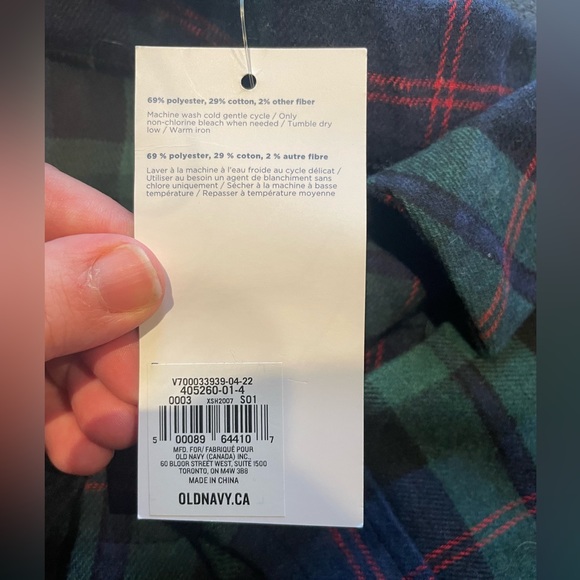 69% polyester, 29% cotton, 2% other fiber
Machine wash cold gentle cycle / Only
non-chlorine bleach when needed / Tumble dry
low / Warm iron
69 % polyester, 29 % coton, 2 % autre fibre
Laver à la machine à l'eau froide au cycle délicat /
Utiliser au besoin un agent de blanchiment sans
chlore uniquement / Sécher à la machine à basse
température / Repasser à température moyenne
V700033939-04-22
405260-01-4
0003 XSH2007 S01
5 00089 64410 7
MFD. FOR/ FABRIQUÉ POUR
OLD NAVY (CANADA) INC.,
60 BLOOR STREET WEST, SUITE 1500
TORONTO, ON M4W 3B8
MADE IN CHINA
OLDNAVY.CA